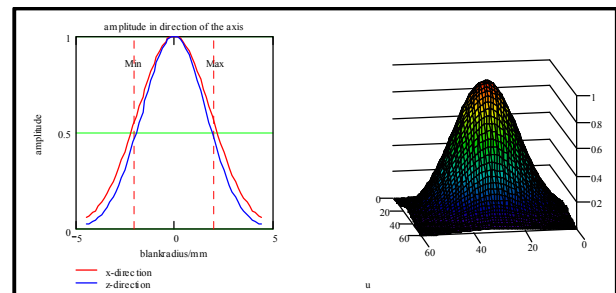 amplitude in direction of the axis
1
Min
Max
0.5
amplitude
0
−5
0
5
blankradius/mm
x-direction
z-direction
1
0.8
0.6
0.4
0.2
0
20
40
60
60
40
20
0
u